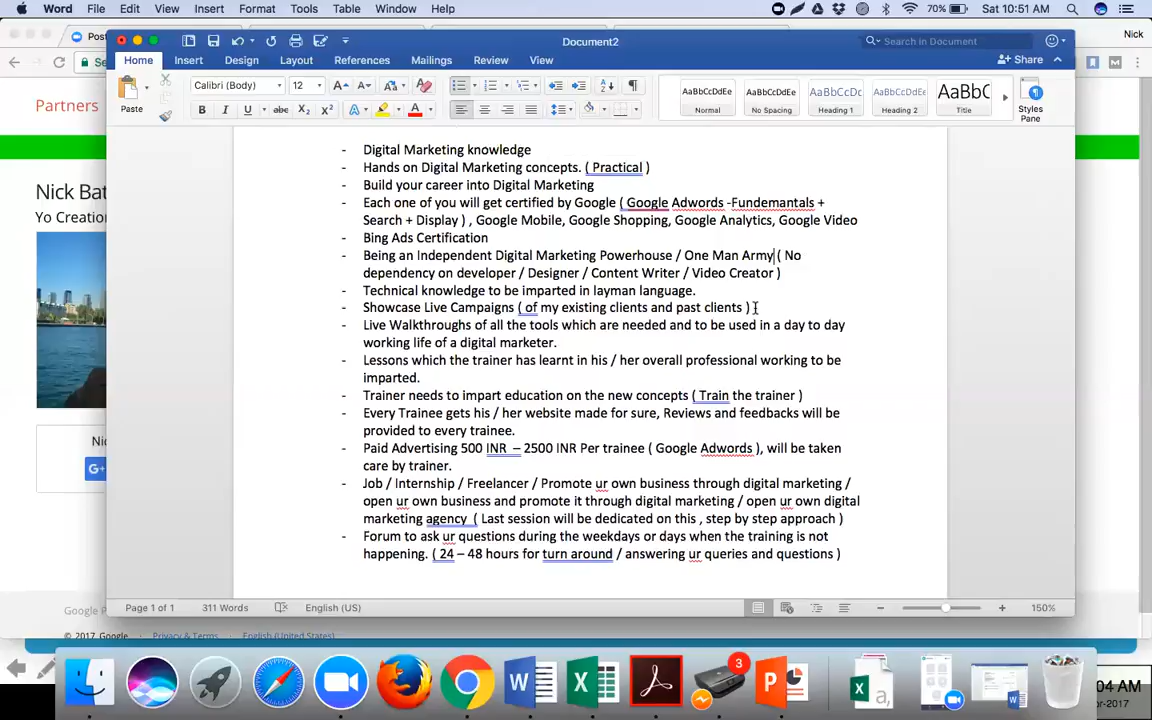 Word File Edit View Insert Format Tools Table Window Help 70% Sat 10:51 AM
Document2
Search in Document
Nick
Home Insert Design Layout References Mailings Review View Share
Paste Calibri (Body) 12
AaBbCcDdEe AaBbCcDdEe AaBbCcDc AaBbCcDdEe AaBbC
Normal No Spacing Heading 1 Heading 2 Title Styles Pane
Partners
Nick Bat
Yo Creation
- Digital Marketing knowledge
- Hands on Digital Marketing concepts. ( Practical )
- Build your career into Digital Marketing
- Each one of you will get certified by Google ( Google Adwords -Fundemantals +
Search + Display ) , Google Mobile, Google Shopping, Google Analytics, Google Video
- Bing Ads Certification
- Being an Independent Digital Marketing Powerhouse / One Man Army ( No
dependency on developer / Designer / Content Writer / Video Creator )
- Technical knowledge to be imparted in layman language.
- Showcase Live Campaigns ( of my existing clients and past clients )
- Live Walkthroughs of all the tools which are needed and to be used in a day to day
working life of a digital marketer.
- Lessons which the trainer has learnt in his / her overall professional working to be
imparted.
- Trainer needs to impart education on the new concepts ( Train the trainer )
- Every Trainee gets his / her website made for sure, Reviews and feedbacks will be
provided to every trainee.
- Paid Advertising 500 INR – 2500 INR Per trainee ( Google Adwords ), will be taken
care by trainer.
- Job / Internship / Freelancer / Promote ur own business through digital marketing /
open ur own business and promote it through digital marketing / open ur own digital
marketing agency ( Last session will be dedicated on this , step by step approach )
- Forum to ask ur questions during the weekdays or days when the training is not
happening. ( 24 – 48 hours for turn around / answering ur queries and questions )
Page 1 of 1 311 Words English (US) 150%
© 2017 Google Privacy & Terms English (United States)
3